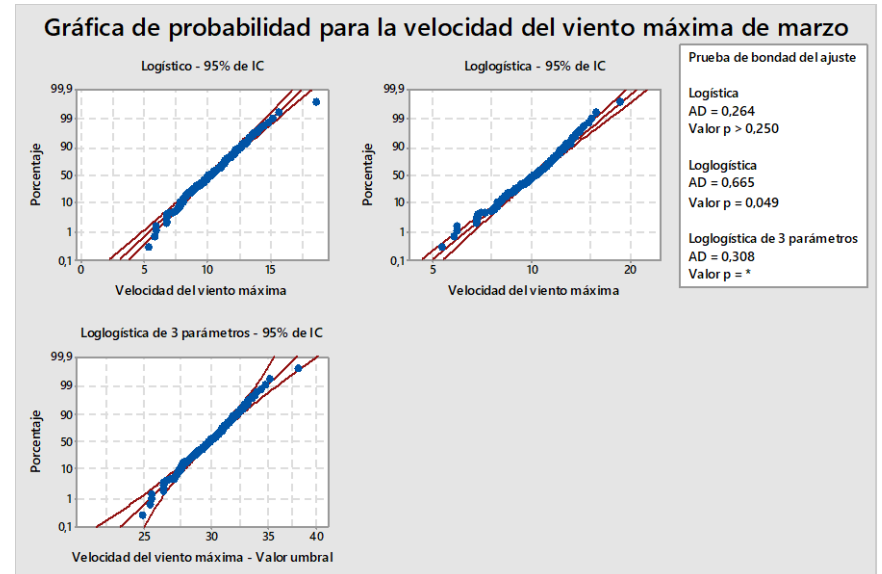 Gráfica de probabilidad para la velocidad del viento máxima de marzo
Logístico - 95% de IC
99,9
99
90
50
10
1
0,1
Porcentaje
0 5 10 15
Velocidad del viento máxima
Loglogística - 95% de IC
99,9
99
90
50
10
1
0,1
Porcentaje
5 10 20
Velocidad del viento máxima
Prueba de bondad del ajuste
Logística
AD = 0,264
Valor p > 0,250
Loglogística
AD = 0,665
Valor p = 0,049
Loglogística de 3 parámetros
AD = 0,308
Valor p = *
Loglogística de 3 parámetros - 95% de IC
99,9
99
90
50
10
1
0,1
Porcentaje
25 30 35 40
Velocidad del viento máxima - Valor umbral